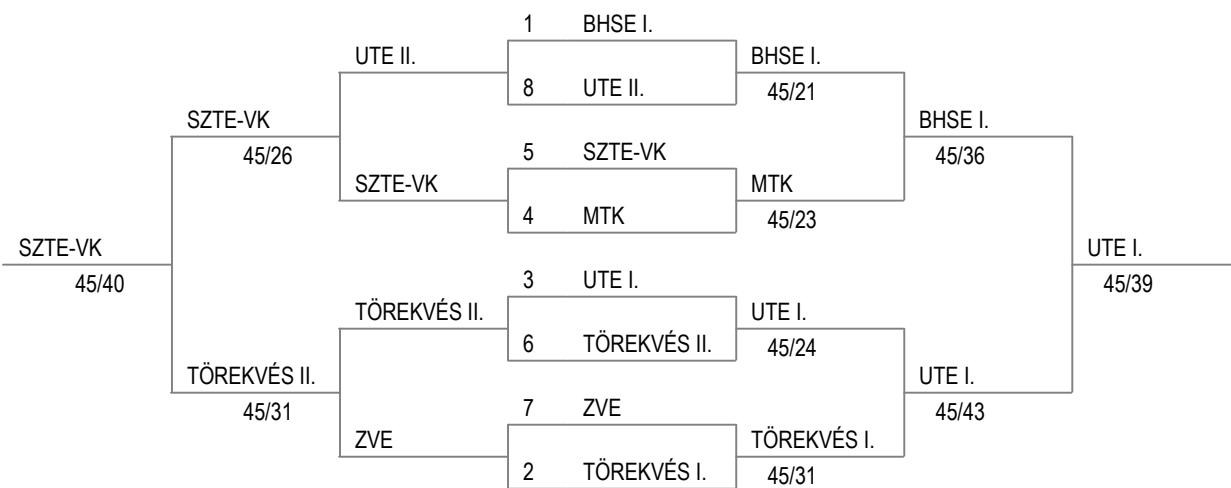 1 BHSE I.
UTE II. BHSE I.
8 UTE II. 45/21
SZTE-VK BHSE I.
45/26 5 SZTE-VK 45/36
SZTE-VK MTK
4 MTK 45/23
SZTE-VK UTE I.
45/40 3 UTE I. 45/39
TÖREKVÉS II. UTE I.
6 TÖREKVÉS II. 45/24
TÖREKVÉS II. UTE I.
45/31 7 ZVE 45/43
ZVE TÖREKVÉS I.
2 TÖREKVÉS I. 45/31